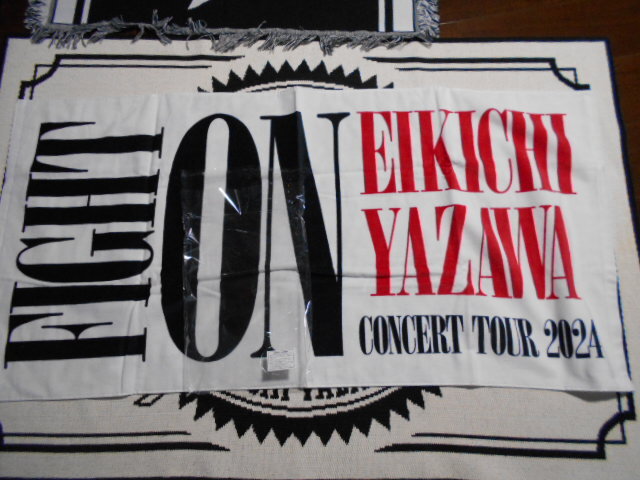 FIGHT
ON
EIKICHI
YAZAWA
CONCERT TOUR 2024